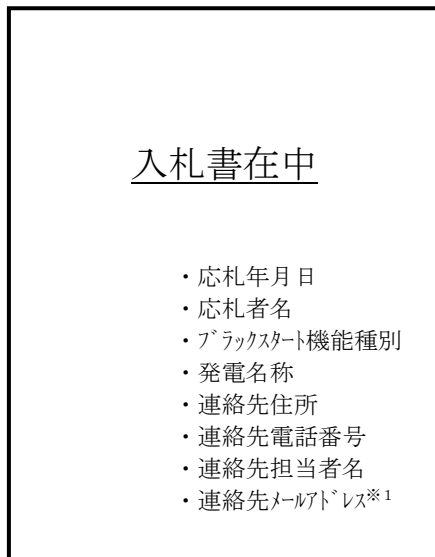 入札書在中
・応札年月日
・応札者名
・ﾌﾞﾗｯｸｽﾀｰﾄ機能種別
・発電名称
・連絡先住所
・連絡先電話番号
・連絡先担当者名
・連絡先ﾒｰﾙｱﾄﾞﾚｽ※1